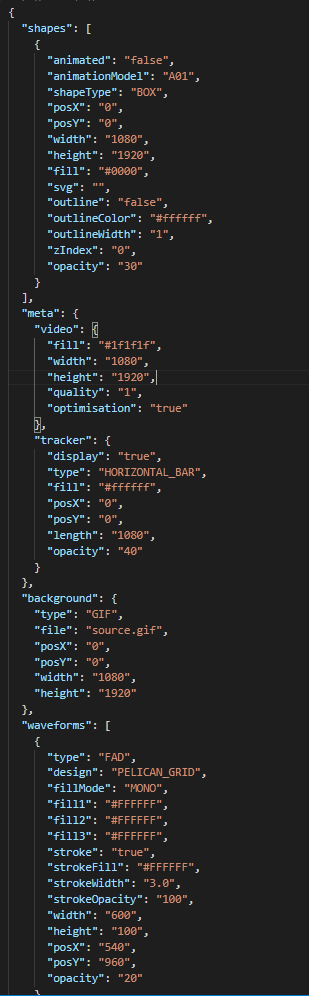 {
"shapes": [
{
"animated": "false",
"animationModel": "A01",
"shapeType": "BOX",
"posX": "0",
"posY": "0",
"width": "1080",
"height": "1920",
"fill": "#0000",
"svg": "",
"outline": "false",
"outlineColor": "#ffffff",
"outlineWidth": "1",
"zIndex": "0",
"opacity": "30"
}
],
"meta": {
"video": {
"fill": "#1f1f1f",
"width": "1080",
"height": "1920",
"quality": "1",
"optimisation": "true"
},
"tracker": {
"display": "true",
"type": "HORIZONTAL_BAR",
"fill": "#ffffff",
"posX": "0",
"posY": "0",
"length": "1080",
"opacity": "40"
}
},
"background": {
"type": "GIF",
"file": "source.gif",
"posX": "0",
"posY": "0",
"width": "1080",
"height": "1920"
},
"waveforms": [
{
"type": "FAD",
"design": "PELICAN_GRID",
"fillMode": "MONO",
"fill1": "#FFFFFF",
"fill2": "#FFFFFF",
"fill3": "#FFFFFF",
"stroke": "true",
"strokeFill": "#FFFFFF",
"strokeWidth": "3.0",
"strokeOpacity": "100",
"width": "600",
"height": "100",
"posX": "540",
"posY": "960",
"opacity": "20"
}